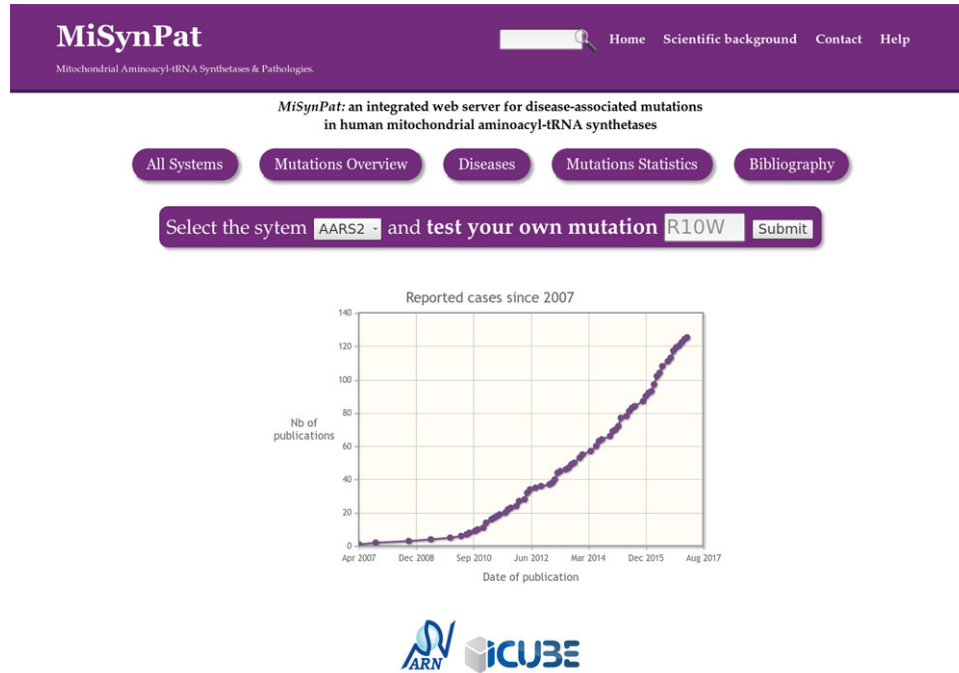 MiSynPat
Home Scientific background Contact Help
Mitochondrial Aminoacyl-tRNA Synthetases & Pathologies.
MiSynPat: an integrated web server for disease-associated mutations
in human mitochondrial aminoacyl-tRNA synthetases
All Systems Mutations Overview Diseases Mutations Statistics Bibliography
Select the sytem AARS2 and test your own mutation R10W Submit
Reported cases since 2007
140
120
100
80
60
40
20
0
Nb of
publications
Apr 2007 Dec 2008 Sep 2010 Jun 2012 Mar 2014 Dec 2015 Aug 2017
Date of publication
ARN iCUBE